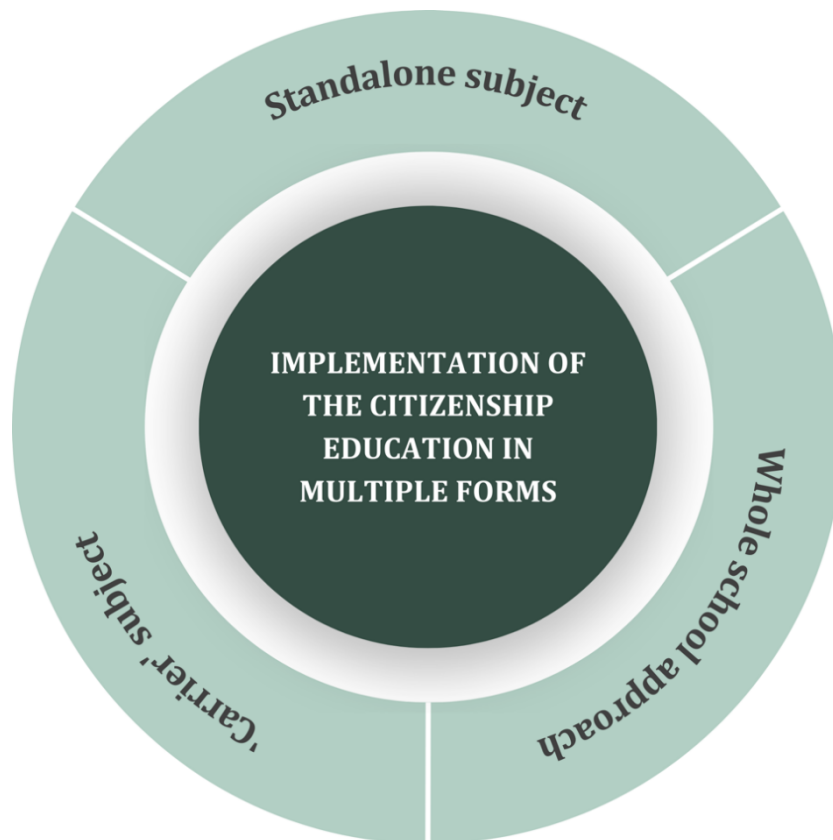 Standalone subject
IMPLEMENTATION OF
THE CITIZENSHIP
EDUCATION IN
MULTIPLE FORMS
Whole school approach
'Carrier' subject